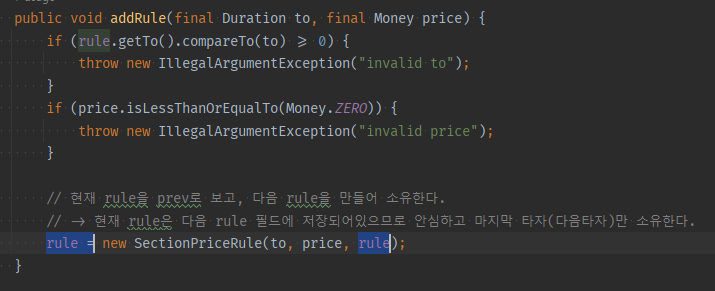 public void addRule(final Duration to, final Money price) {
if (rule.getTo().compareTo(to) >= 0) {
throw new IllegalArgumentException("invalid to");
}
if (price.isLessThanOrEqualTo(Money.ZERO)) {
throw new IllegalArgumentException("invalid price");
}
// 현재 rule을 prev로 보고, 다음 rule을 만들어 소유한다.
// -> 현재 rule은 다음 rule 필드에 저장되어있으므로 안심하고 마지막 타자(다음타자)만 소유한다.
rule = new SectionPriceRule(to, price, rule);
}